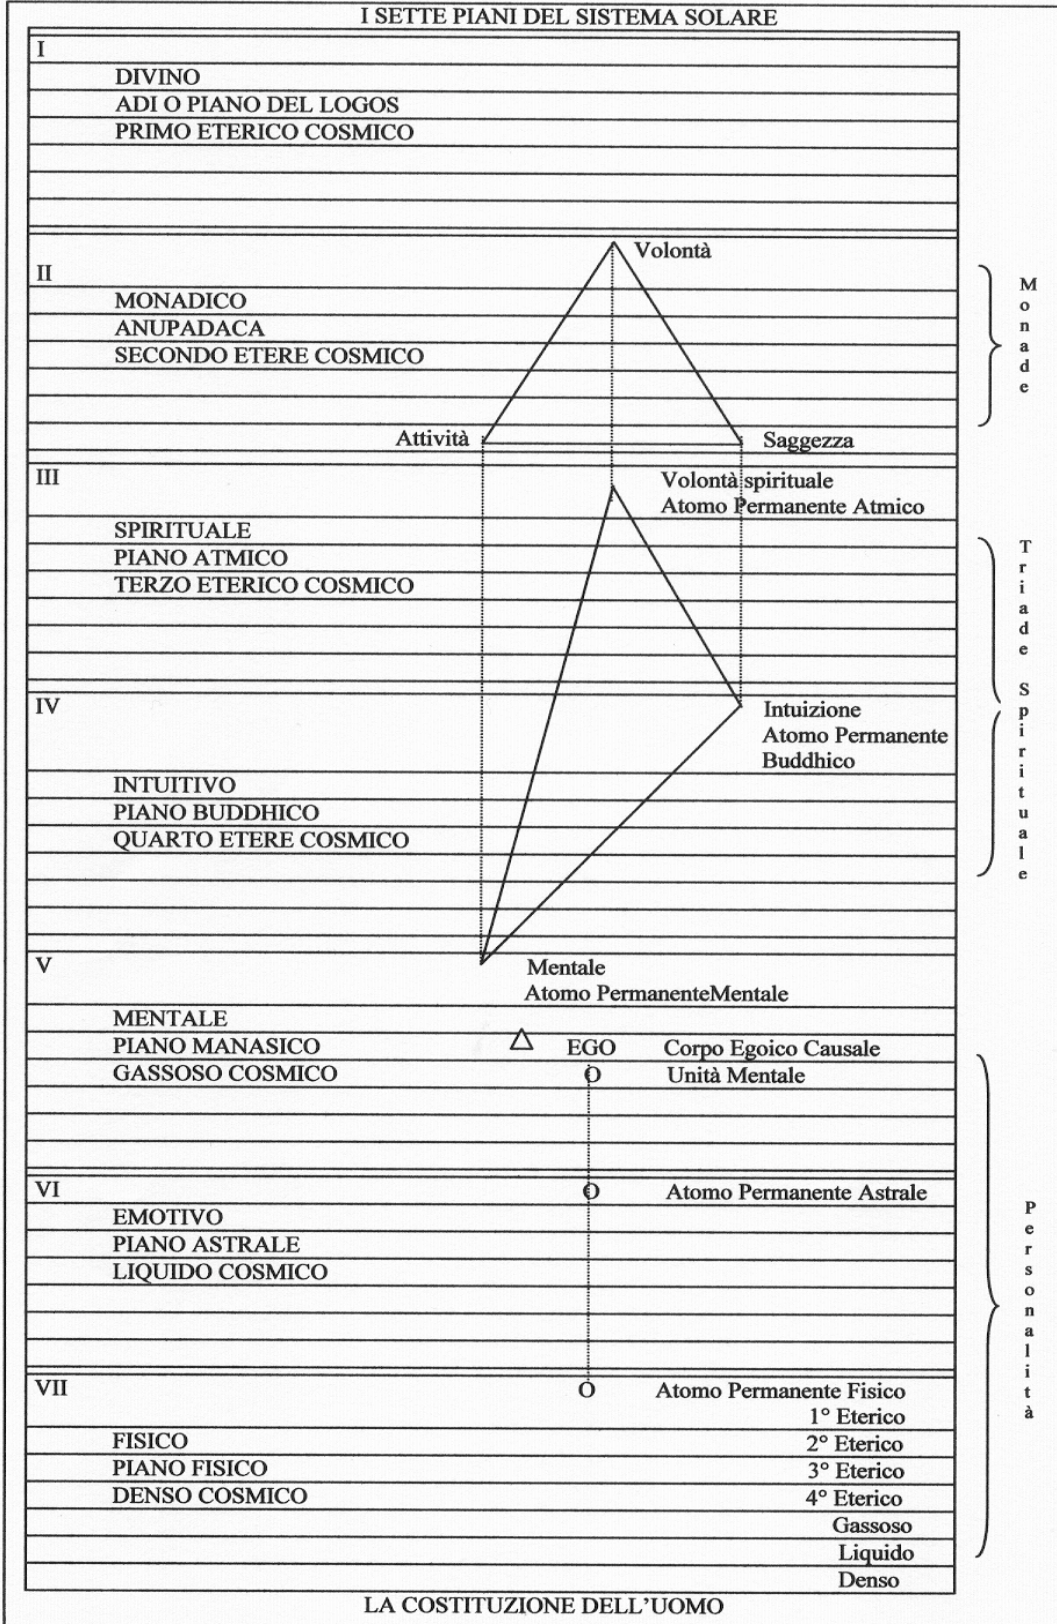 I SETTE PIANI DEL SISTEMA SOLARE
I
DIVINO
ADI O PIANO DEL LOGOS
PRIMO ETERICO COSMICO
Volontà
II
MONADICO
ANUPADACA
SECONDO ETERE COSMICO
Attività
Saggezza
Monade
III
Volontà spirituale
Atomo Permanente Atmico
SPIRITUALE
PIANO ATMICO
TERZO ETERICO COSMICO
Triade Spirituale
IV
Intuizione
Atomo Permanente
Buddhico
INTUITIVO
PIANO BUDDHICO
QUARTO ETERE COSMICO
V
Mentale
Atomo PermanenteMentale
MENTALE
PIANO MANASICO
EGO Corpo Egoico Causale
GASSOSO COSMICO
O Unità Mentale
VI
O Atomo Permanente Astrale
EMOTIVO
PIANO ASTRALE
LIQUIDO COSMICO
Personalità
VII
O Atomo Permanente Fisico
1° Eterico
FISICO
2° Eterico
PIANO FISICO
3° Eterico
DENSO COSMICO
4° Eterico
Gassoso
Liquido
Denso
LA COSTITUZIONE DELL'UOMO